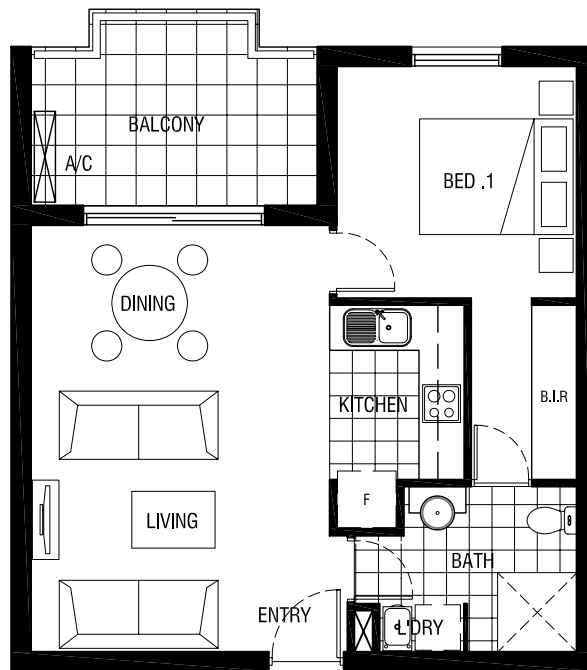 BALCONY
A/C
BED .1
DINING
KITCHEN
B.I.R
F
LIVING
BATH
ENTRY
L'DRY